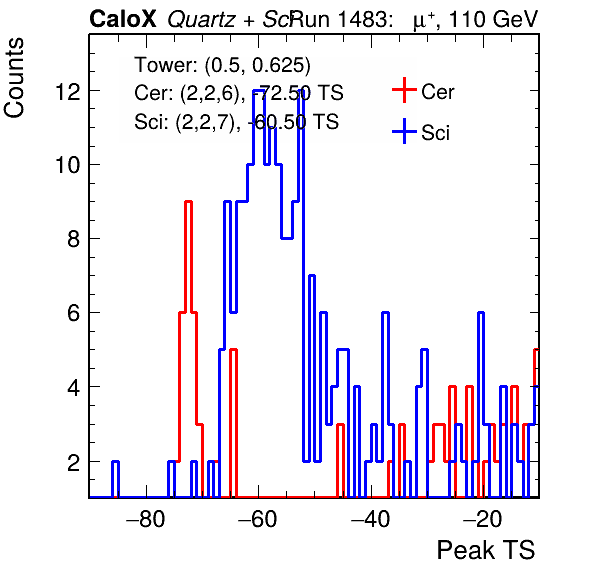 CaloX Quartz + Sci Run 1483: μ⁺, 110 GeV
Counts
Tower: (0.5, 0.625)
Cer: (2,2,6), -72.50 TS
Sci: (2,2,7), -60.50 TS
Cer
Sci
12
10
8
6
4
2
−80 −60 −40 −20
Peak TS